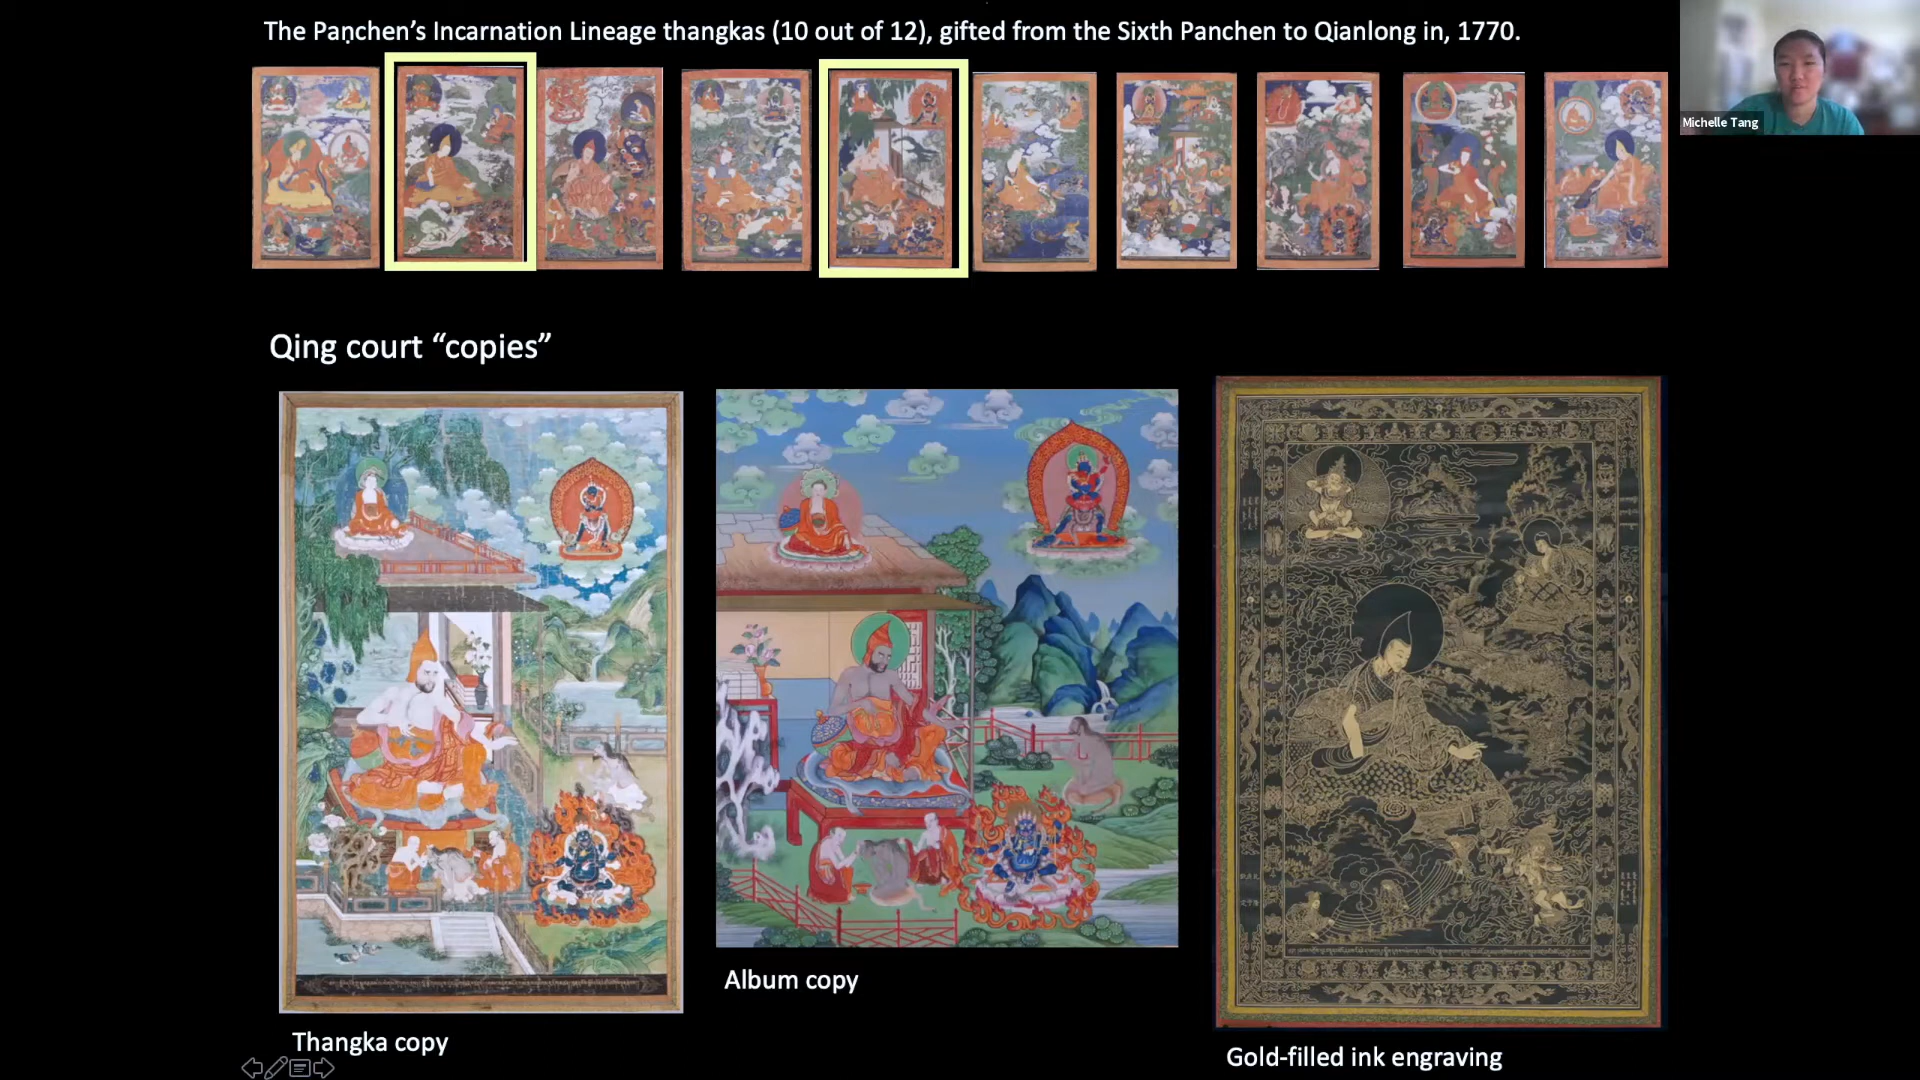 The Paṇchen’s Incarnation Lineage thangkas (10 out of 12), gifted from the Sixth Panchen to Qianlong in, 1770.
Michelle Tang
Qing court “copies”
Album copy
Thangka copy
Gold-filled ink engraving